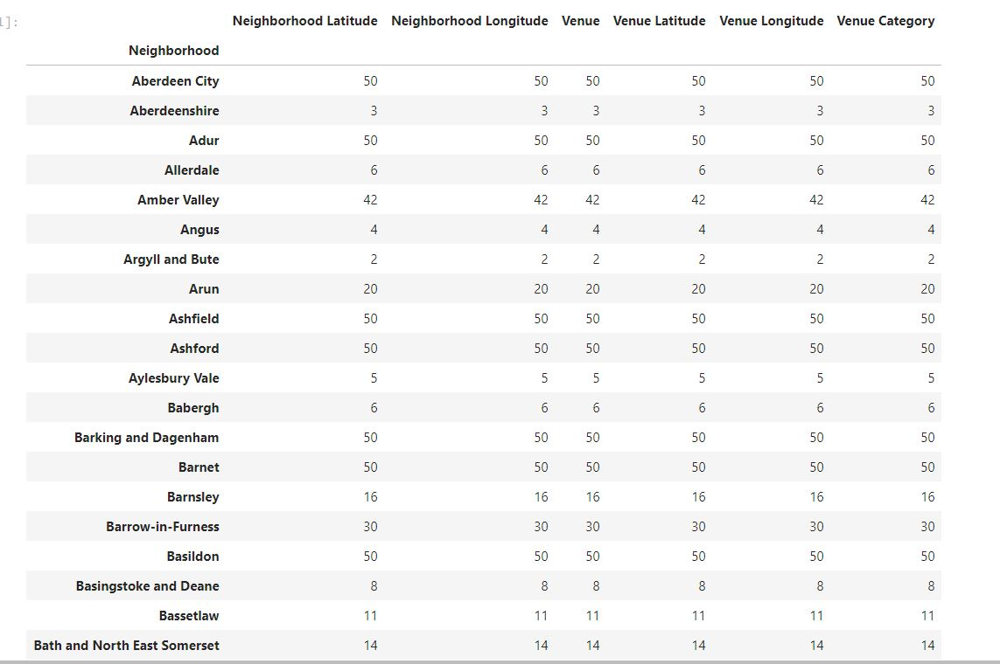 1]:
Neighborhood Latitude Neighborhood Longitude Venue Venue Latitude Venue Longitude Venue Category
Neighborhood
Aberdeen City 50 50 50 50 50 50
Aberdeenshire 3 3 3 3 3 3
Adur 50 50 50 50 50 50
Allerdale 6 6 6 6 6 6
Amber Valley 42 42 42 42 42 42
Angus 4 4 4 4 4 4
Argyll and Bute 2 2 2 2 2 2
Arun 20 20 20 20 20 20
Ashfield 50 50 50 50 50 50
Ashford 50 50 50 50 50 50
Aylesbury Vale 5 5 5 5 5 5
Babergh 6 6 6 6 6 6
Barking and Dagenham 50 50 50 50 50 50
Barnet 50 50 50 50 50 50
Barnsley 16 16 16 16 16 16
Barrow-in-Furness 30 30 30 30 30 30
Basildon 50 50 50 50 50 50
Basingstoke and Deane 8 8 8 8 8 8
Bassetlaw 11 11 11 11 11 11
Bath and North East Somerset 14 14 14 14 14 14